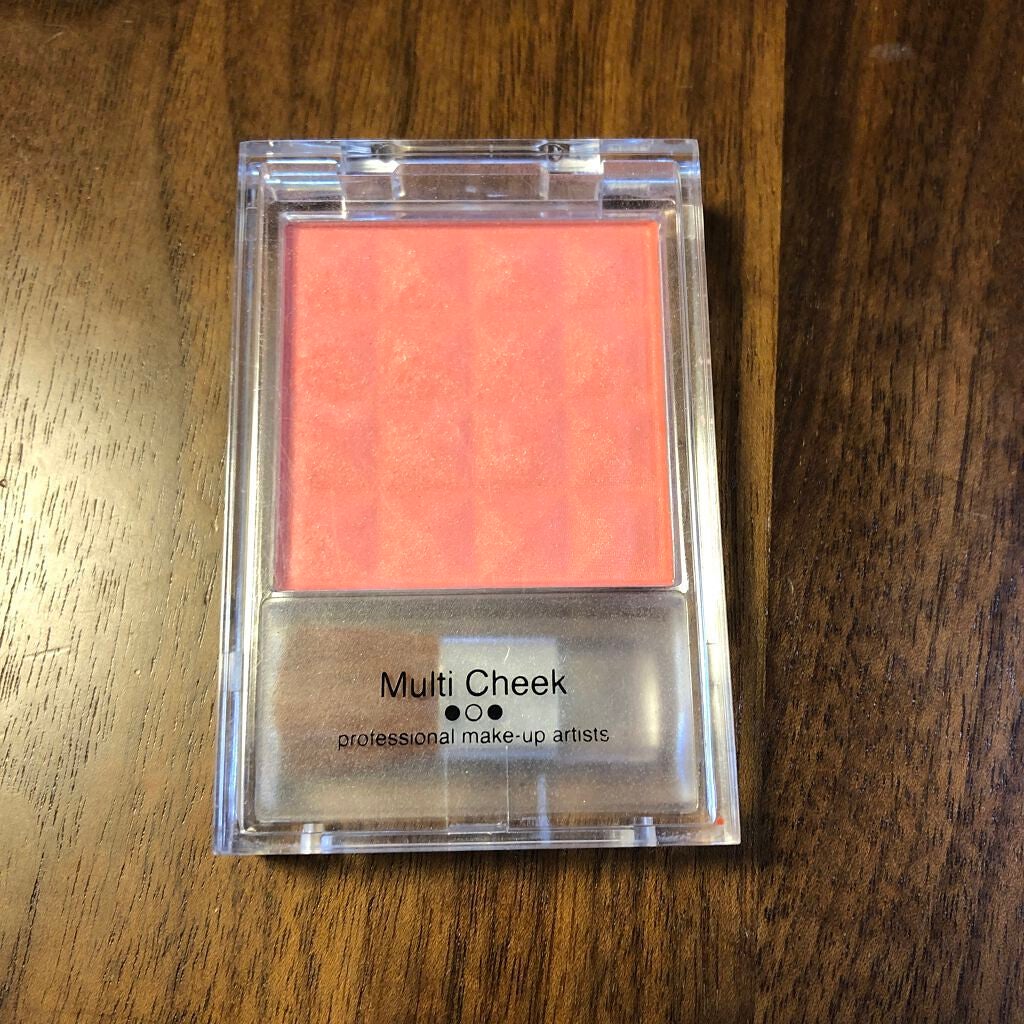 Multi Cheek
●○●
professional make-up artists